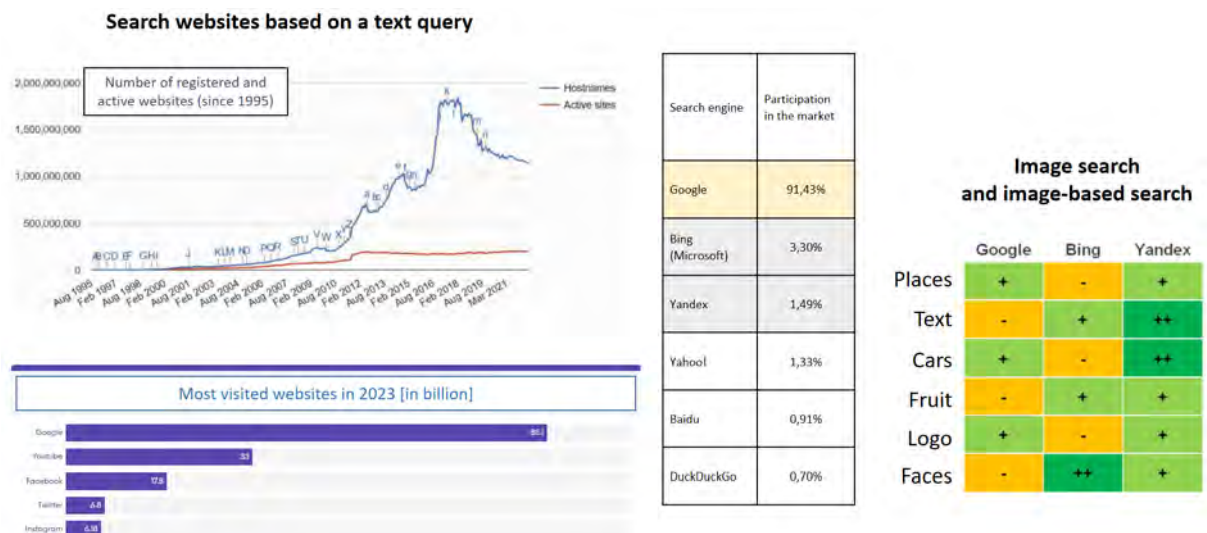 Search websites based on a text query
Number of registered and
active websites (since 1995)
Hostnames
Active sites
2,000,000,000
1,500,000,000
1,000,000,000
500,000,000
0
Aug 1995
Feb 1997
Aug 1998
Feb 2000
Aug 2001
Feb 2003
Aug 2004
Feb 2006
Aug 2007
Feb 2009
Aug 2010
Feb 2012
Aug 2013
Feb 2015
Aug 2016
Feb 2018
Aug 2019
Mar 2021
Most visited websites in 2023 [in billion]
Google
Youtube 33
Facebook 17.8
Twitter 6.8
Instagram
Search engine Participation
in the market
Google 91,43%
Bing
(Microsoft) 3,30%
Yandex 1,49%
Yahool 1,33%
Baidu 0,91%
DuckDuckGo 0,70%
Image search
and image-based search
Google Bing Yandex
Places + - +
Text - + ++
Cars + - ++
Fruit - + +
Logo + - +
Faces - ++ +